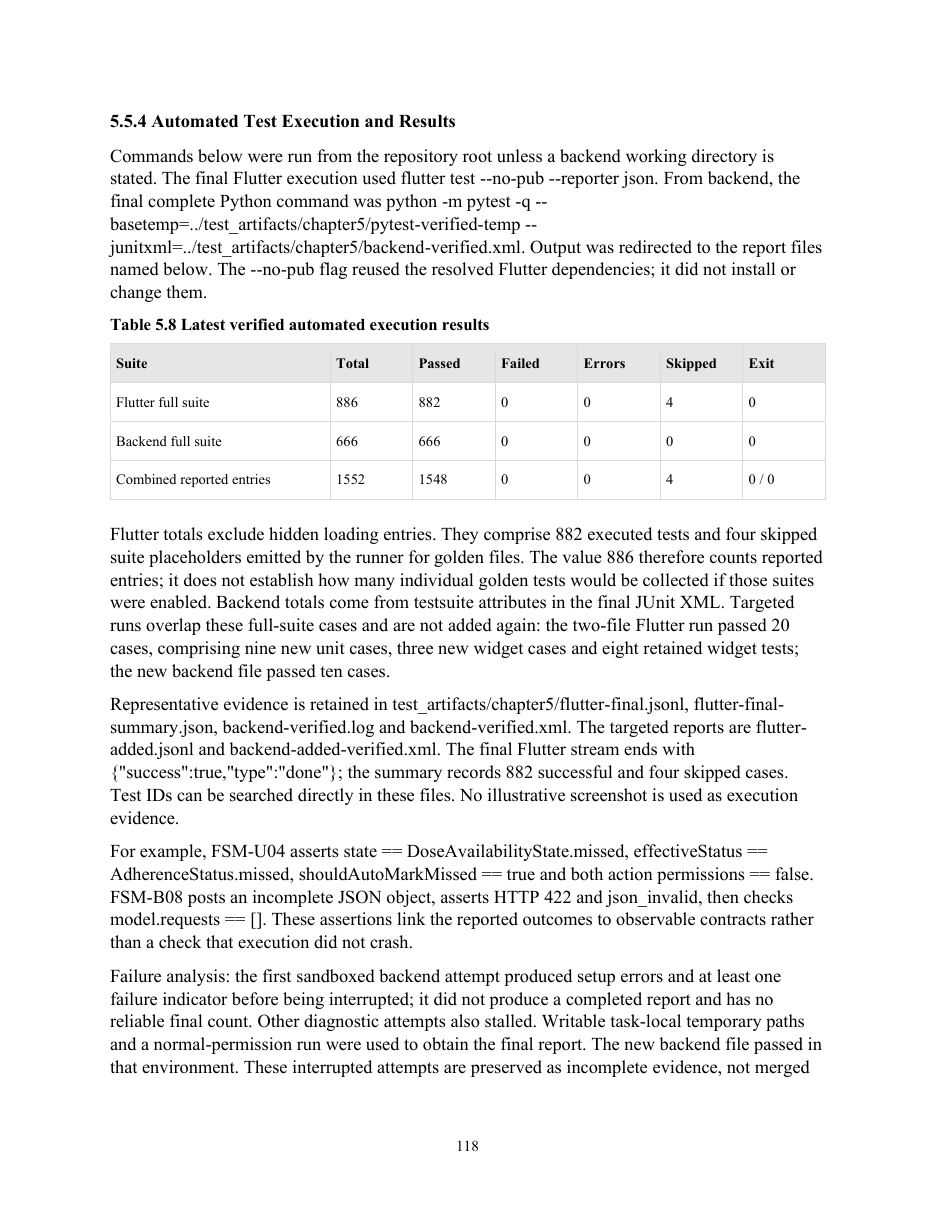 5.5.4 Automated Test Execution and Results
Commands below were run from the repository root unless a backend working directory is
stated. The final Flutter execution used flutter test --no-pub --reporter json. From backend, the
final complete Python command was python -m pytest -q --
basetemp=../test_artifacts/chapter5/pytest-verified-temp --
junitxml=../test_artifacts/chapter5/backend-verified.xml. Output was redirected to the report files
named below. The --no-pub flag reused the resolved Flutter dependencies; it did not install or
change them.
Table 5.8 Latest verified automated execution results
Suite Total Passed Failed Errors Skipped Exit
Flutter full suite 886 882 0 0 4 0
Backend full suite 666 666 0 0 0 0
Combined reported entries 1552 1548 0 0 4 0 / 0
Flutter totals exclude hidden loading entries. They comprise 882 executed tests and four skipped
suite placeholders emitted by the runner for golden files. The value 886 therefore counts reported
entries; it does not establish how many individual golden tests would be collected if those suites
were enabled. Backend totals come from testsuite attributes in the final JUnit XML. Targeted
runs overlap these full-suite cases and are not added again: the two-file Flutter run passed 20
cases, comprising nine new unit cases, three new widget cases and eight retained widget tests;
the new backend file passed ten cases.
Representative evidence is retained in test_artifacts/chapter5/flutter-final.jsonl, flutter-final-
summary.json, backend-verified.log and backend-verified.xml. The targeted reports are flutter-
added.jsonl and backend-added-verified.xml. The final Flutter stream ends with
{"success":true,"type":"done"}; the summary records 882 successful and four skipped cases.
Test IDs can be searched directly in these files. No illustrative screenshot is used as execution
evidence.
For example, FSM-U04 asserts state == DoseAvailabilityState.missed, effectiveStatus ==
AdherenceStatus.missed, shouldAutoMarkMissed == true and both action permissions == false.
FSM-B08 posts an incomplete JSON object, asserts HTTP 422 and json_invalid, then checks
model.requests == []. These assertions link the reported outcomes to observable contracts rather
than a check that execution did not crash.
Failure analysis: the first sandboxed backend attempt produced setup errors and at least one
failure indicator before being interrupted; it did not produce a completed report and has no
reliable final count. Other diagnostic attempts also stalled. Writable task-local temporary paths
and a normal-permission run were used to obtain the final report. The new backend file passed in
that environment. These interrupted attempts are preserved as incomplete evidence, not merged
118